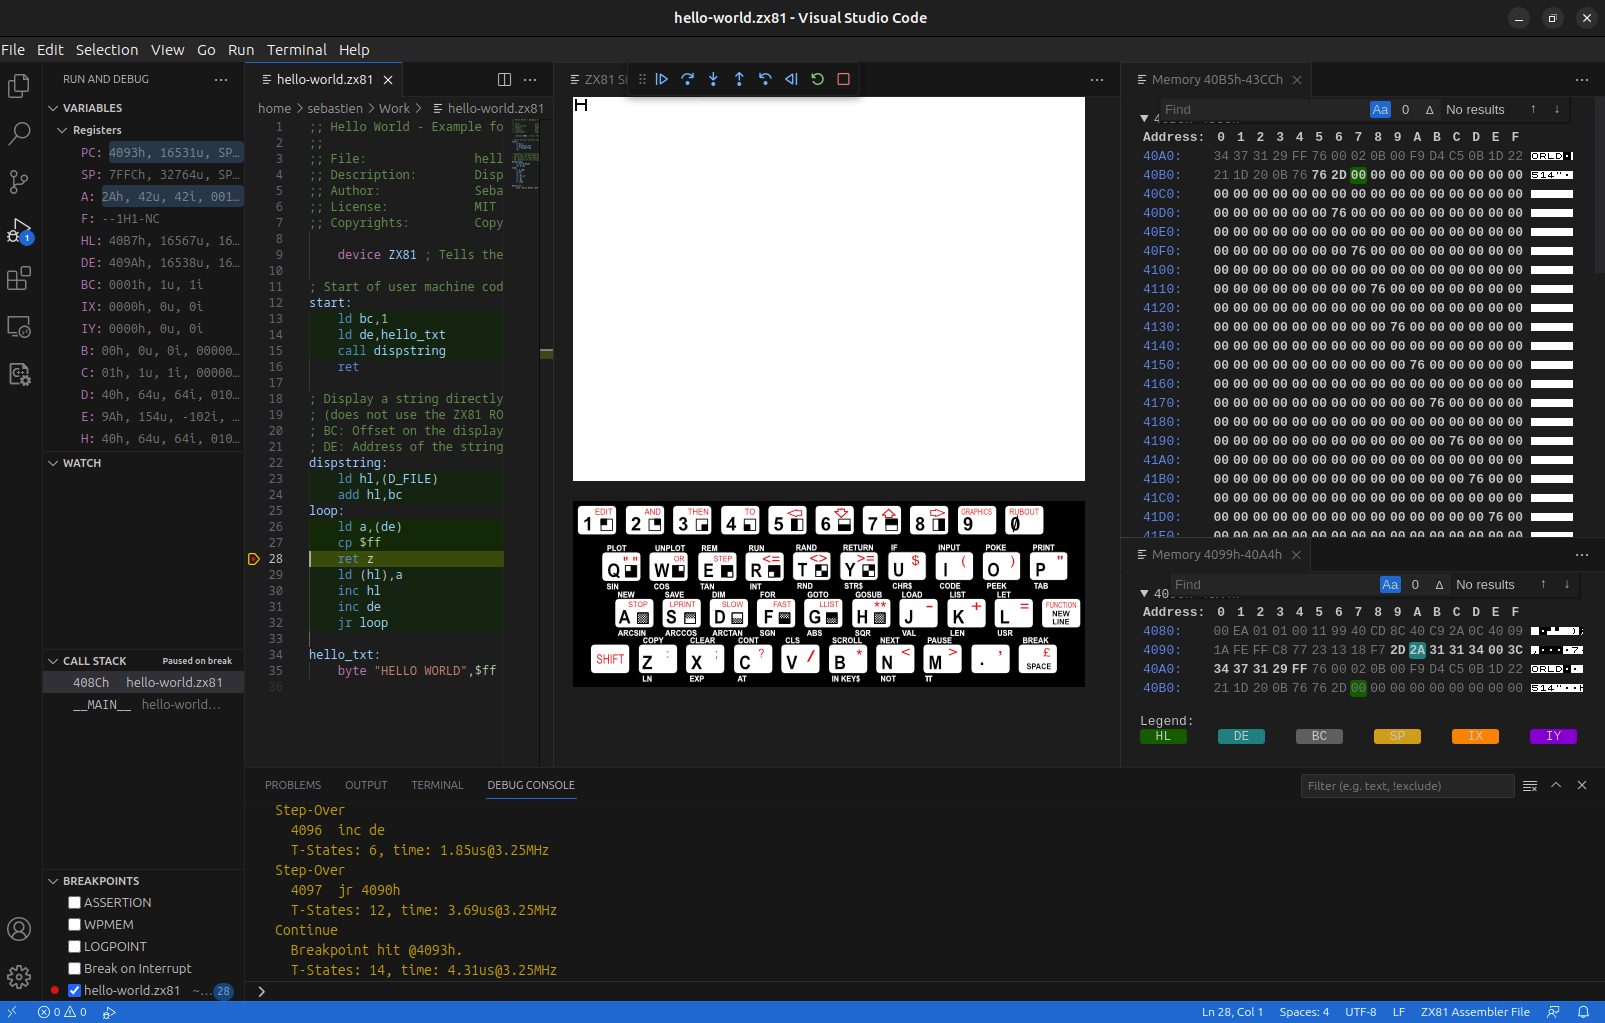 hello-world.zx81 - Visual Studio Code
File Edit Selection View Go Run Terminal Help
RUN AND DEBUG
VARIABLES
Registers
PC: 4093h, 16531u, SP...
SP: 7FFCh, 32764u, SP...
A: 2Ah, 42u, 42i, 001...
F: --1H1-NC
HL: 40B7h, 16567u, 16...
DE: 409Ah, 16538u, 16...
BC: 0001h, 1u, 1i
IX: 0000h, 0u, 0i
IY: 0000h, 0u, 0i
B: 00h, 0u, 0i, 00000...
C: 01h, 1u, 1i, 00000...
D: 40h, 64u, 64i, 010...
E: 9Ah, 154u, -102i, ...
H: 40h, 64u, 64i, 010...
WATCH
CALL STACK Paused on break
408Ch hello-world.zx81
__MAIN__ hello-world...
BREAKPOINTS
ASSERTION
WPMEM
LOGPOINT
Break on Interrupt
hello-world.zx81 ~... 28
1
hello-world.zx81
home > sebastien > Work > hello-world.zx81
1 ;; Hello World - Example fo
2 ;;
3 ;; File: hell
4 ;; Description: Disp
5 ;; Author: Seba
6 ;; License: MIT
7 ;; Copyrights: Copy
8
9 device ZX81 ; Tells the
10
11 ; Start of user machine cod
12 start:
13 ld bc,1
14 ld de,hello_txt
15 call dispstring
16 ret
17
18 ; Display a string directly
19 ; (does not use the ZX81 RO
20 ; BC: Offset on the display
21 ; DE: Address of the string
22 dispstring:
23 ld hl,(D_FILE)
24 add hl,bc
25 loop:
26 ld a,(de)
27 cp $ff
28 ret z
29 ld (hl),a
30 inc hl
31 inc de
32 jr loop
33
34 hello_txt:
35 byte "HELLO WORLD",$ff
36
ZX81 S
H
EDIT AND THEN TO GRAPHICS RUBOUT
1 2 3 4 5 6 7 8 9 0
PLOT UNPLOT REM RUN RAND RETURN IF INPUT POKE PRINT
Q "" W OR E STEP R <= T <> Y >= U $ I ( O ) P "
SIN COS TAN INT RND STR$ CHR$ CODE PEEK TAB
NEW SAVE DIM FOR GOTO GOSUB LOAD LIST LET
A STOP S LPRINT D SLOW F FAST G LLIST H ** J - K + L = FUNCTION NEW LINE
ARCSIN ARCCOS ARCTAN SGN ABS SQR VAL LEN USR
COPY CLEAR CONT CLS SCROLL NEXT PAUSE BREAK
SHIFT Z : X ; C ? V / B * N < M > . , £ SPACE
LN EXP AT IN KEY$ NOT π
Memory 40B5h-43CCh
Find Aa No results
Address: 0 1 2 3 4 5 6 7 8 9 A B C D E F
40A0: 34 37 31 29 FF 76 00 02 0B 00 F9 D4 C5 0B 1D 22
40B0: 21 1D 20 0B 76 76 2D 00 00 00 00 00 00 00 00 00
40C0: 00 00 00 00 00 00 00 00 00 00 00 00 00 00 00 00
40D0: 00 00 00 00 00 00 76 00 00 00 00 00 00 00 00 00
40E0: 00 00 00 00 00 00 00 00 00 00 00 00 00 00 00 00
40F0: 00 00 00 00 00 00 00 76 00 00 00 00 00 00 00 00
4100: 00 00 00 00 00 00 00 00 00 00 00 00 00 00 00 00
4110: 00 00 00 00 00 00 00 00 76 00 00 00 00 00 00 00
4120: 00 00 00 00 00 00 00 00 00 00 00 00 00 00 00 00
4130: 00 00 00 00 00 00 00 00 00 76 00 00 00 00 00 00
4140: 00 00 00 00 00 00 00 00 00 00 00 00 00 00 00 00
4150: 00 00 00 00 00 00 00 00 00 00 76 00 00 00 00 00
4160: 00 00 00 00 00 00 00 00 00 00 00 00 00 00 00 00
4170: 00 00 00 00 00 00 00 00 00 00 00 76 00 00 00 00
4180: 00 00 00 00 00 00 00 00 00 00 00 00 00 00 00 00
4190: 00 00 00 00 00 00 00 00 00 00 00 00 76 00 00 00
41A0: 00 00 00 00 00 00 00 00 00 00 00 00 00 00 00 00
41B0: 00 00 00 00 00 00 00 00 00 00 00 00 00 76 00 00
41C0: 00 00 00 00 00 00 00 00 00 00 00 00 00 00 00 00
41D0: 00 00 00 00 00 00 00 00 00 00 00 00 00 00 76 00
Memory 4099h-40A4h
Find Aa No results
Address: 0 1 2 3 4 5 6 7 8 9 A B C D E F
4080: 00 EA 01 01 00 11 99 40 CD 8C 40 C9 2A 0C 40 09
4090: 1A FE FF C8 77 23 13 18 F7 2D 2A 31 31 34 00 3C
40A0: 34 37 31 29 FF 76 00 02 0B 00 F9 D4 C5 0B 1D 22
40B0: 21 1D 20 0B 76 76 2D 00 00 00 00 00 00 00 00 00
Legend:
HL DE BC SP IX IY
PROBLEMS OUTPUT TERMINAL DEBUG CONSOLE
Filter (e.g. text, !exclude)
Step-Over
4096 inc de
T-States: 6, time: 1.85us@3.25MHz
Step-Over
4097 jr 4090h
T-States: 12, time: 3.69us@3.25MHz
Continue
Breakpoint hit @4093h.
T-States: 14, time: 4.31us@3.25MHz
0 0
Ln 28, Col 1 Spaces: 4 UTF-8 LF ZX81 Assembler File